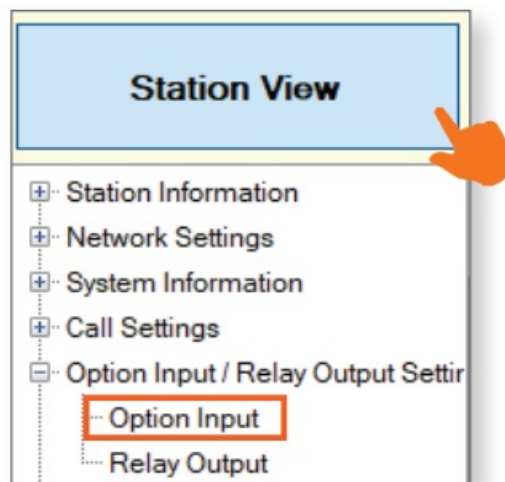 Station View
Station Information
Network Settings
System Information
Call Settings
Option Input / Relay Output Settir
Option Input
Relay Output